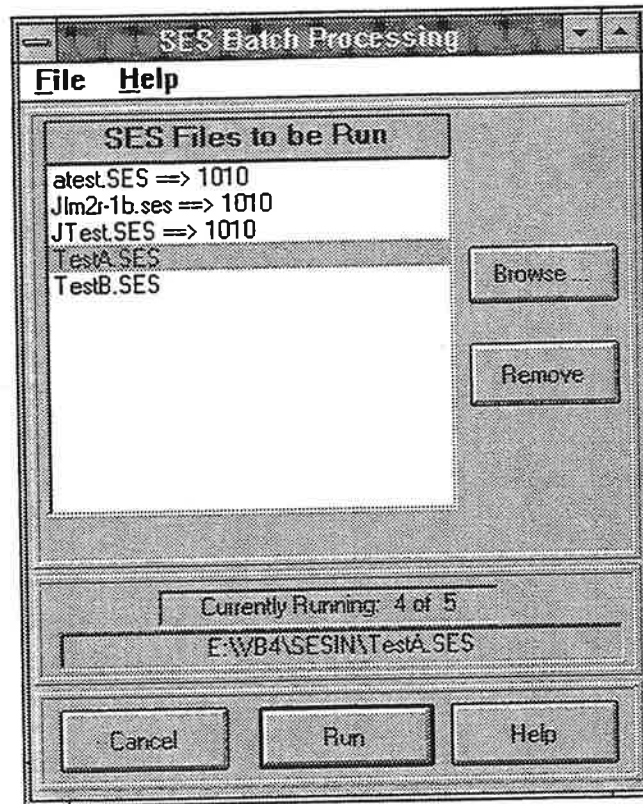 SES Batch Processing
File Help
SES Files to be Run
atest.SES ==> 1010
Jlm2r-1b.ses ==> 1010
JTest.SES ==> 1010
TestA.SES
TestB.SES
Browse ...
Remove
Currently Running: 4 of 5
E:\VB4\SESIN\TestA.SES
Cancel Run Help